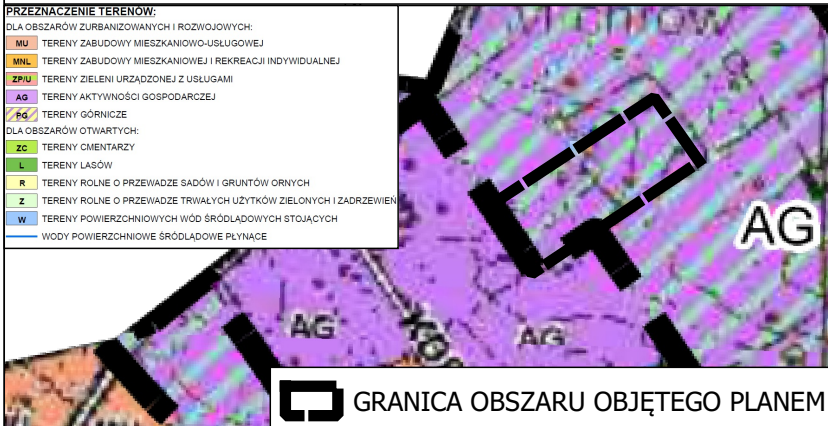 PRZEZNACZENIE TERENÓW:
DLA OBSZARÓW ZURBANIZOWANYCH I ROZWOJOWYCH:
MU TERENY ZABUDOWY MIESZKANIOWO-USŁUGOWEJ
MNL TERENY ZABUDOWY MIESZKANIOWEJ I REKREACJI INDYWIDUALNEJ
ZP/U TERENY ZIELENI URZĄDZONEJ Z USŁUGAMI
AG TERENY AKTYWNOŚCI GOSPODARCZEJ
PG TERENY GÓRNICZE
DLA OBSZARÓW OTWARTYCH:
ZC TERENY CMENTARZY
L TERENY LASÓW
R TERENY ROLNE O PRZEWADZE SADÓW I GRUNTÓW ORNYCH
Z TERENY ROLNE O PRZEWADZE TRWAŁYCH UŻYTKÓW ZIELONYCH I ZADRZEWIEŃ
W TERENY POWIERZCHNIOWYCH WÓD ŚRÓDLĄDOWYCH STOJĄCYCH
WODY POWIERZCHNIOWE ŚRÓDLĄDOWE PŁYNĄCE
AG
AG
AG
GRANICA OBSZARU OBJĘTEGO PLANEM